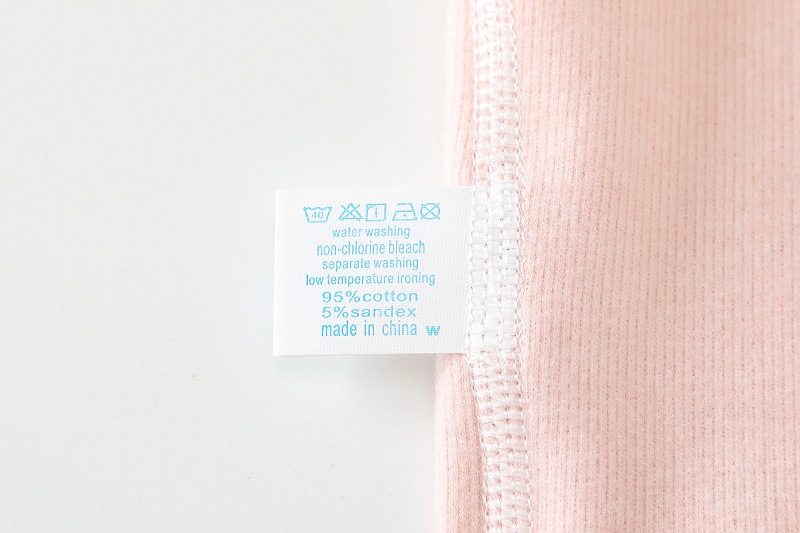 40
water washing
non-chlorine bleach
separate washing
low temperature ironing
95%cotton
5%sandex
made in china w